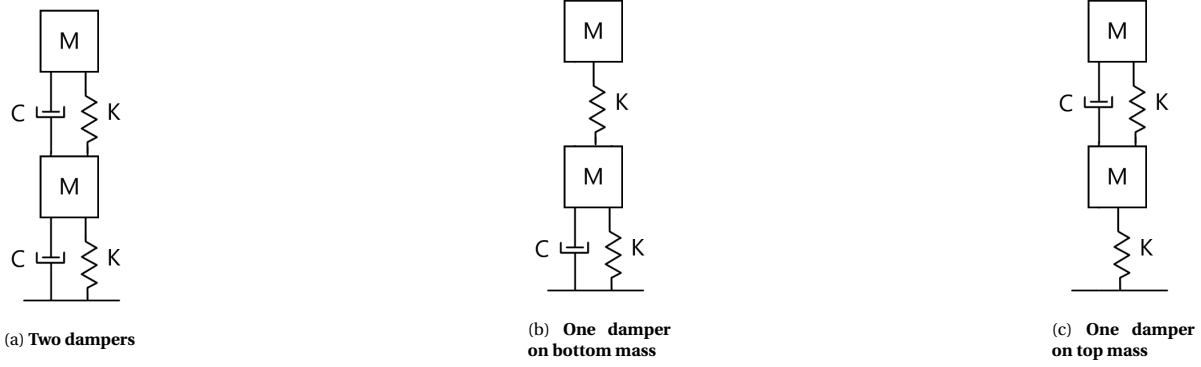 M
C
K
M
C
K
(a) Two dampers
M
K
M
C
K
(b) One damper
on bottom mass
M
C
K
M
K
(c) One damper
on top mass